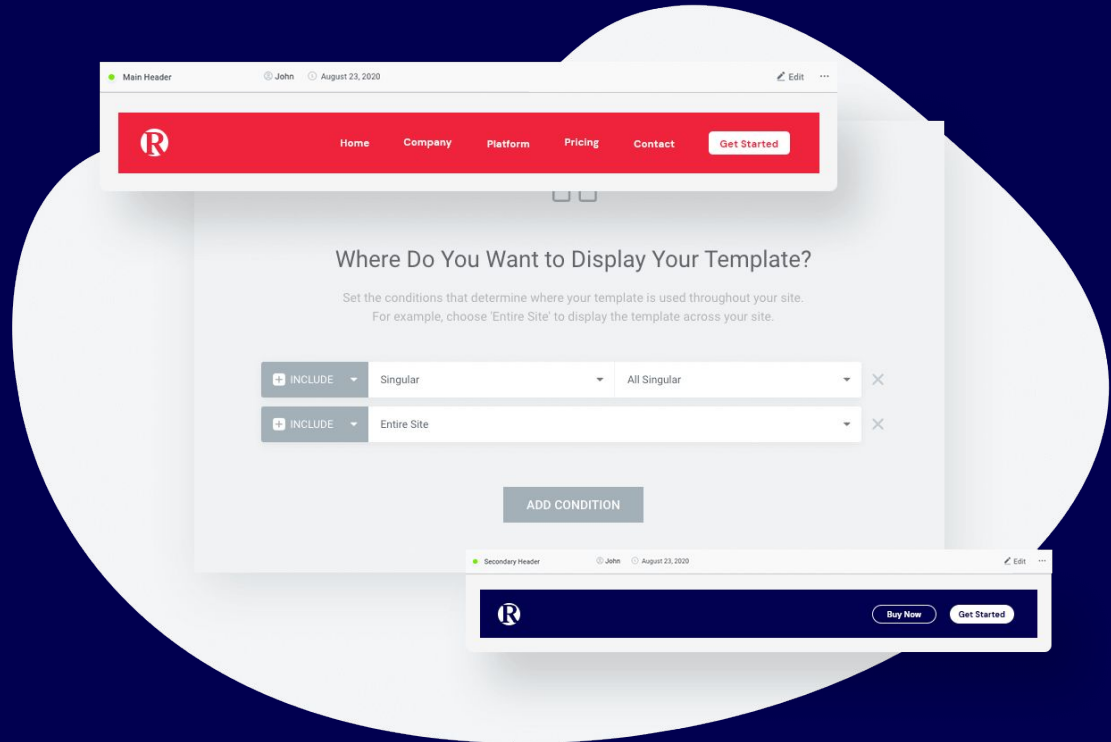 Main Header
John
August 23, 2020
Edit
R
Home Company Platform Pricing Contact Get Started
Where Do You Want to Display Your Template?
Set the conditions that determine where your template is used throughout your site.
For example, choose 'Entire Site' to display the template across your site.
INCLUDE Singular All Singular
INCLUDE Entire Site
ADD CONDITION
Secondary Header
John
August 23, 2020
Edit
R
Buy Now Get Started